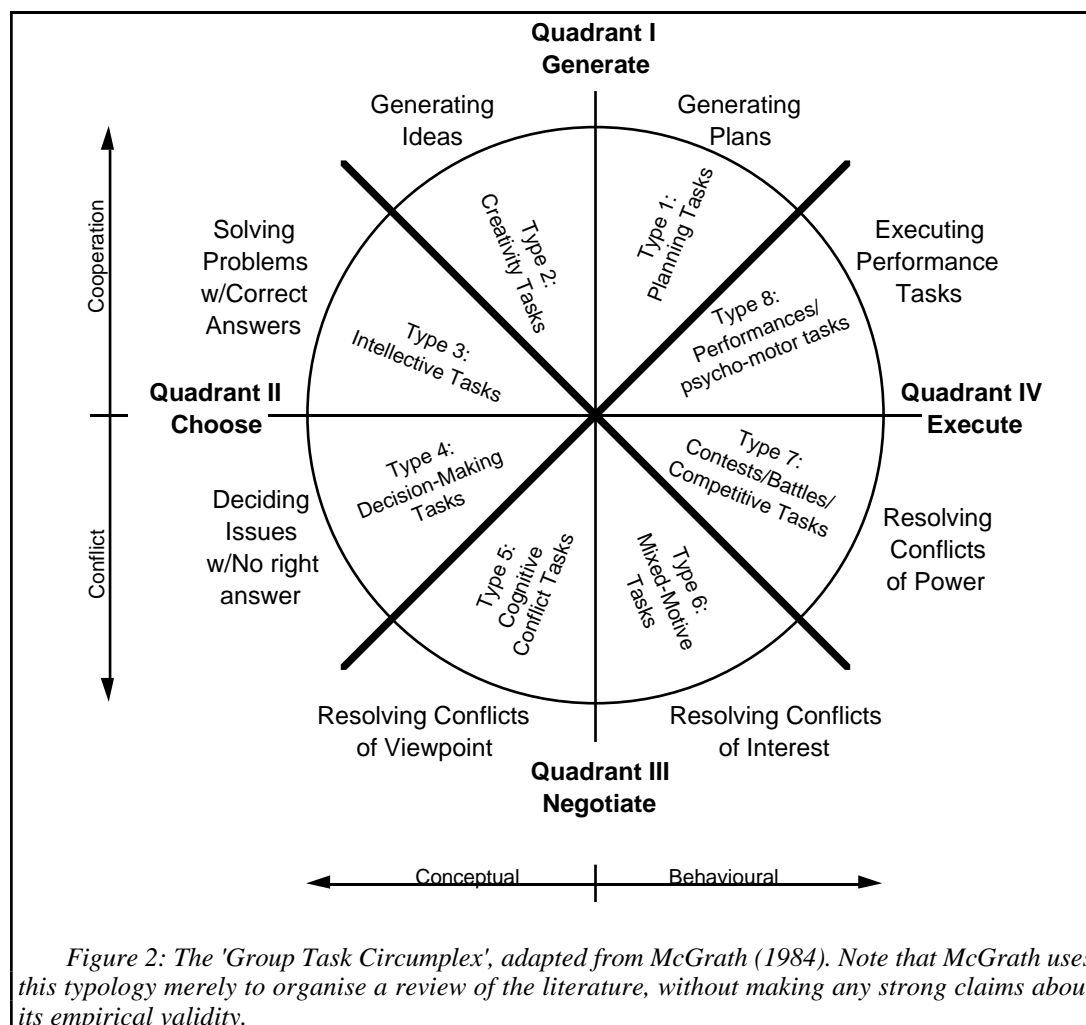 Quadrant I
Generate
Generating
Ideas
Generating
Plans
Type 2:
Creativity Tasks
Type 1:
Planning Tasks
Cooperation
Solving
Problems
w/Correct
Answers
Executing
Performance
Tasks
Type 3:
Intellective Tasks
Type 8:
Performances/
psycho-motor tasks
Quadrant II
Choose
Quadrant IV
Execute
Conflict
Deciding
Issues
w/No right
answer
Type 4:
Decision-Making
Tasks
Type 7:
Contests/Battles/
Competitive Tasks
Resolving
Conflicts
of Power
Type 5:
Cognitive
Conflict Tasks
Type 6:
Mixed-Motive
Tasks
Resolving Conflicts
of Viewpoint
Resolving Conflicts
of Interest
Quadrant III
Negotiate
Conceptual
Behavioural
Figure 2: The 'Group Task Circumplex', adapted from McGrath (1984). Note that McGrath uses
this typology merely to organise a review of the literature, without making any strong claims abou
its empirical validity.